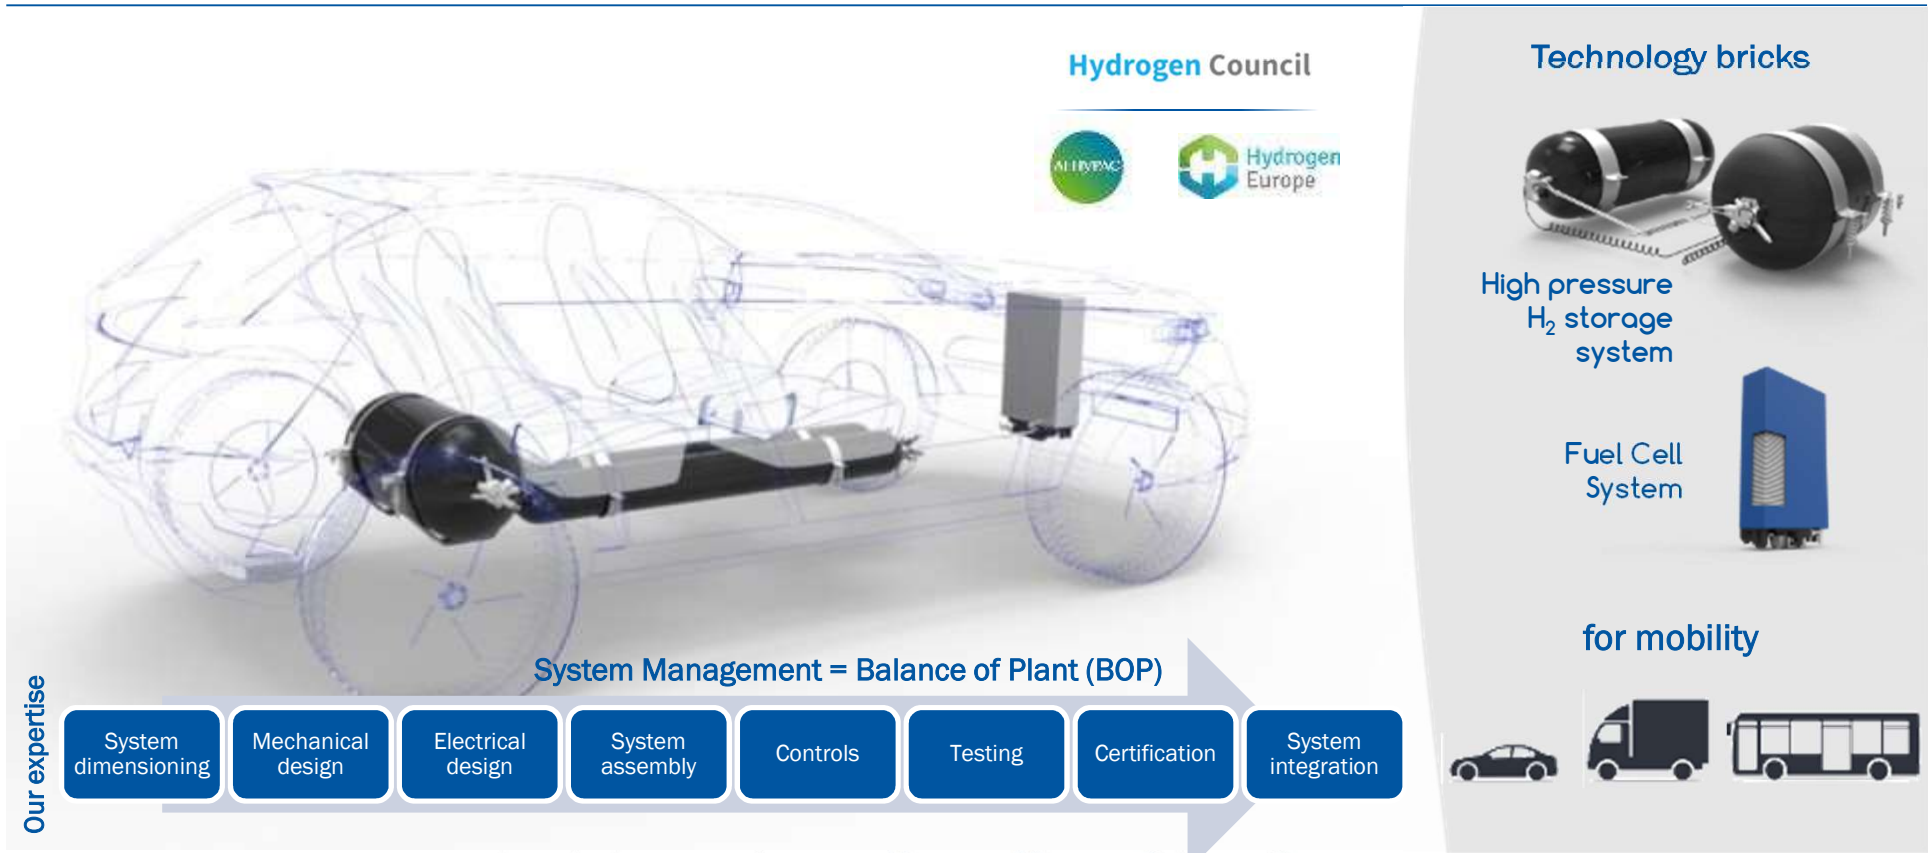 Hydrogen Council
Hydrogen
Europe
Technology bricks
High pressure
H₂ storage
system
Fuel Cell
System
for mobility
System Management = Balance of Plant (BOP)
Our expertise
System
dimensioning
Mechanical
design
Electrical
design
System
assembly
Controls
Testing
Certification
System
integration